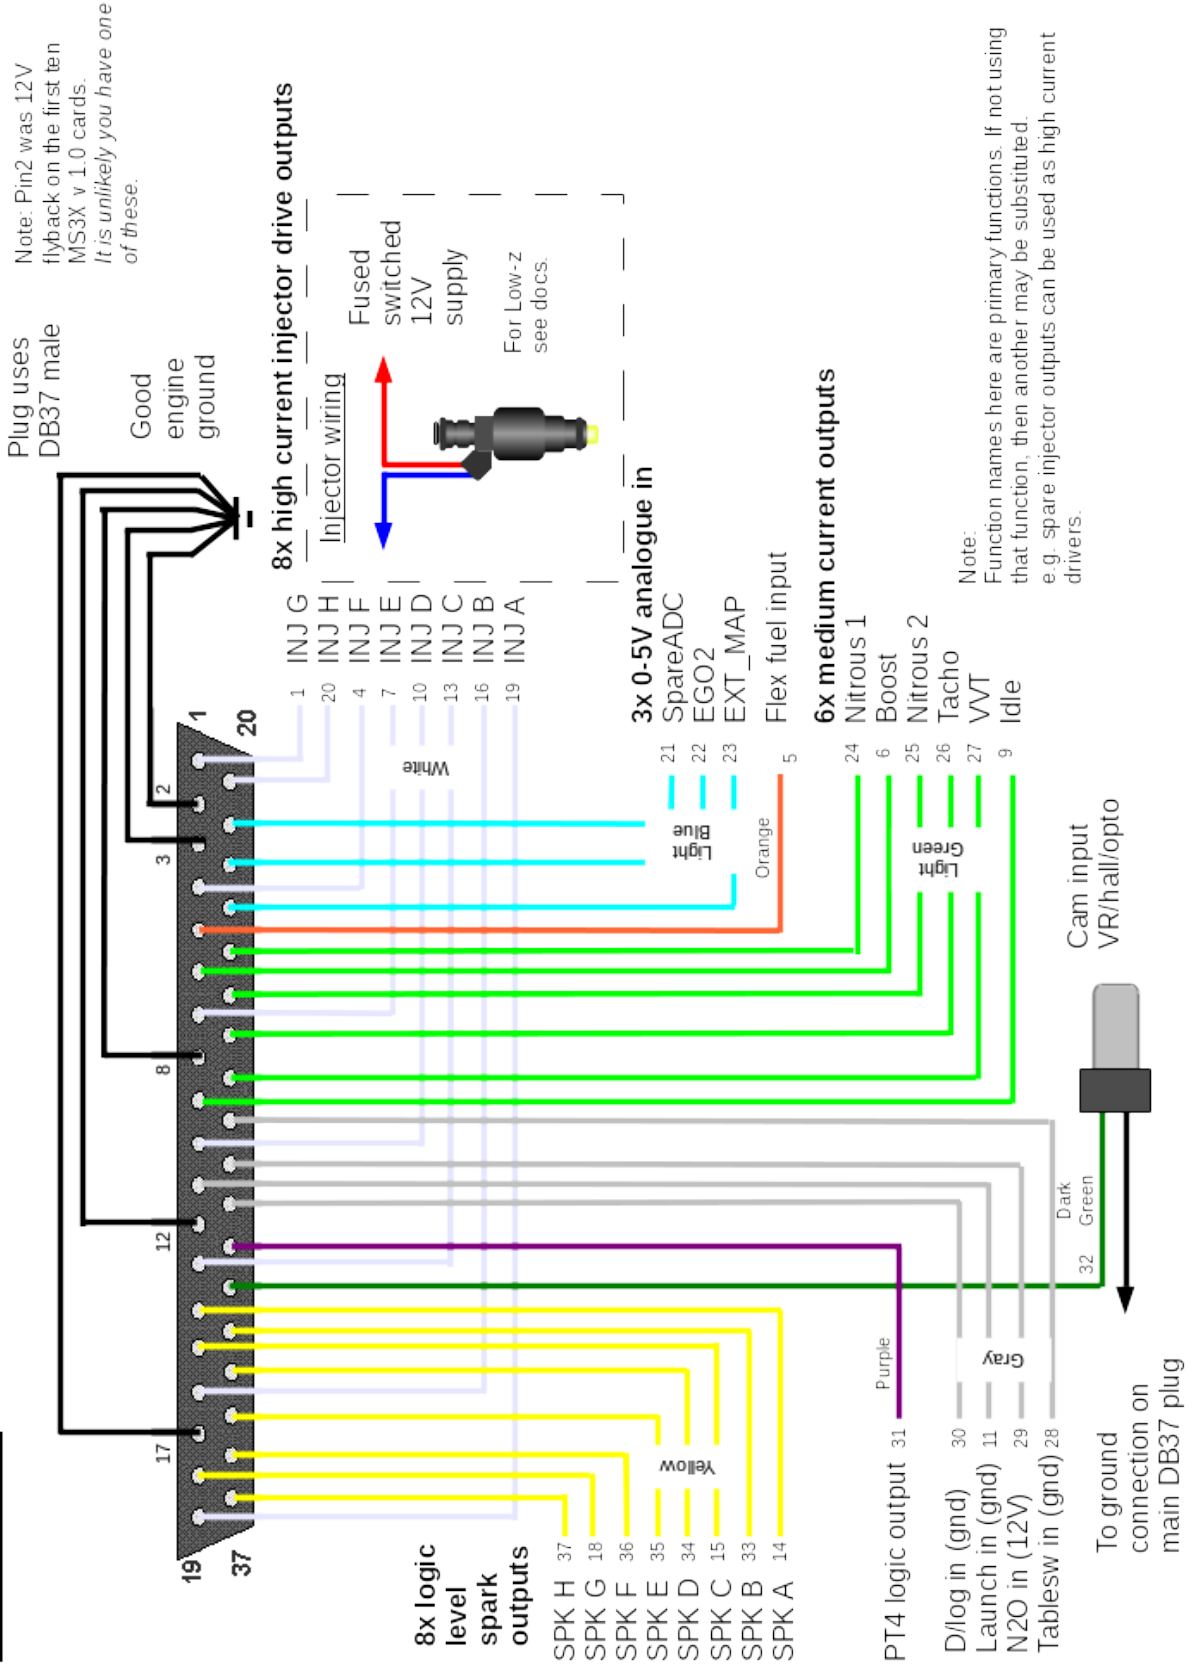 Note: Pin2 was 12V
flyback on the first ten
MS3X v 1.0 cards.
It is unlikely you have one
of these.
Plug uses
DB37 male
Good
engine
ground
8x high current injector drive outputs
Injector wiring
Fused
switched
12V
supply
For Low-z
see docs.
1
20
19
37
2
3
8
12
17
1 INJ G
20 INJ H
4 INJ F
7 INJ E
10 INJ D
13 INJ C
16 INJ B
19 INJ A
White
3x 0-5V analogue in
21 SpareADC
22 EGO2
23 EXT_MAP
Light
Blue
5 Flex fuel input
Orange
6x medium current outputs
24 Nitrous 1
6 Boost
25 Nitrous 2
26 Tacho
27 VVT
9 Idle
Light
Green
Note:
Function names here are primary functions. If not using
that function, then another may be substituted.
e.g. spare injector outputs can be used as high current
drivers.
Cam input
VR/hall/opto
32
Dark
Green
To ground
connection on
main DB37 plug
8x logic
level
spark
outputs
SPK H 37
SPK G 18
SPK F 36
SPK E 35
SPK D 34
SPK C 15
SPK B 33
SPK A 14
Yellow
PT4 logic output 31
Purple
D/log in (gnd) 30
Launch in (gnd) 11
N2O in (12V) 29
Tablesw in (gnd) 28
Gray